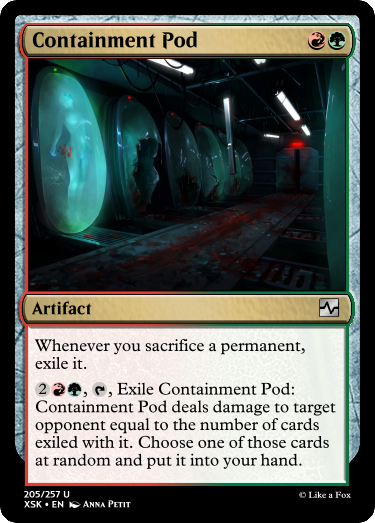 Containment Pod
Artifact
Whenever you sacrifice a permanent,
exile it.
2, , Exile Containment Pod:
Containment Pod deals damage to target
opponent equal to the number of cards
exiled with it. Choose one of those cards
at random and put it into your hand.
205/257 U
XSK • EN Anna Petit
© Like a Fox